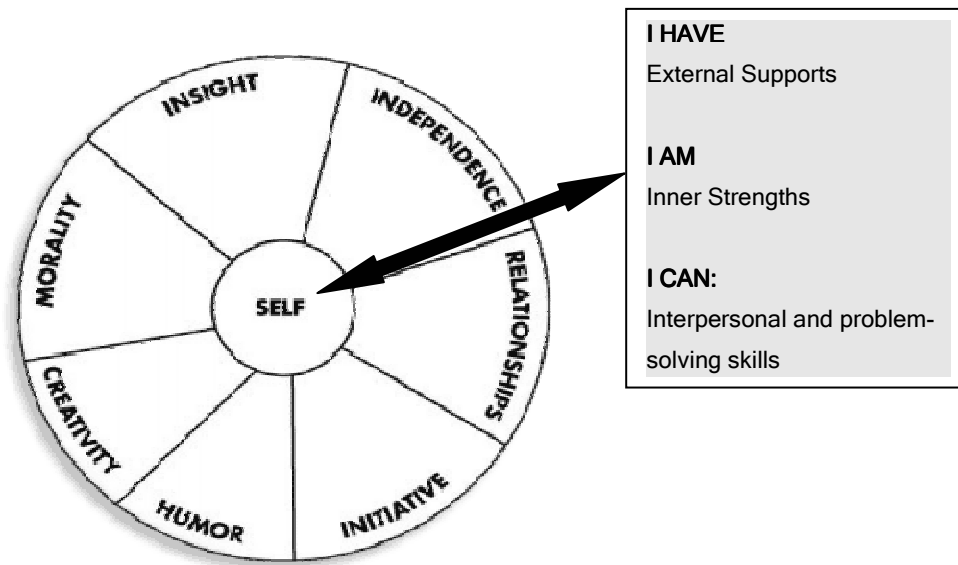 INSIGHT
INDEPENDENCE
RELATIONSHIPS
INITIATIVE
HUMOR
CREATIVITY
MORALITY
SELF
I HAVE
External Supports
I AM
Inner Strengths
I CAN:
Interpersonal and problem-
solving skills